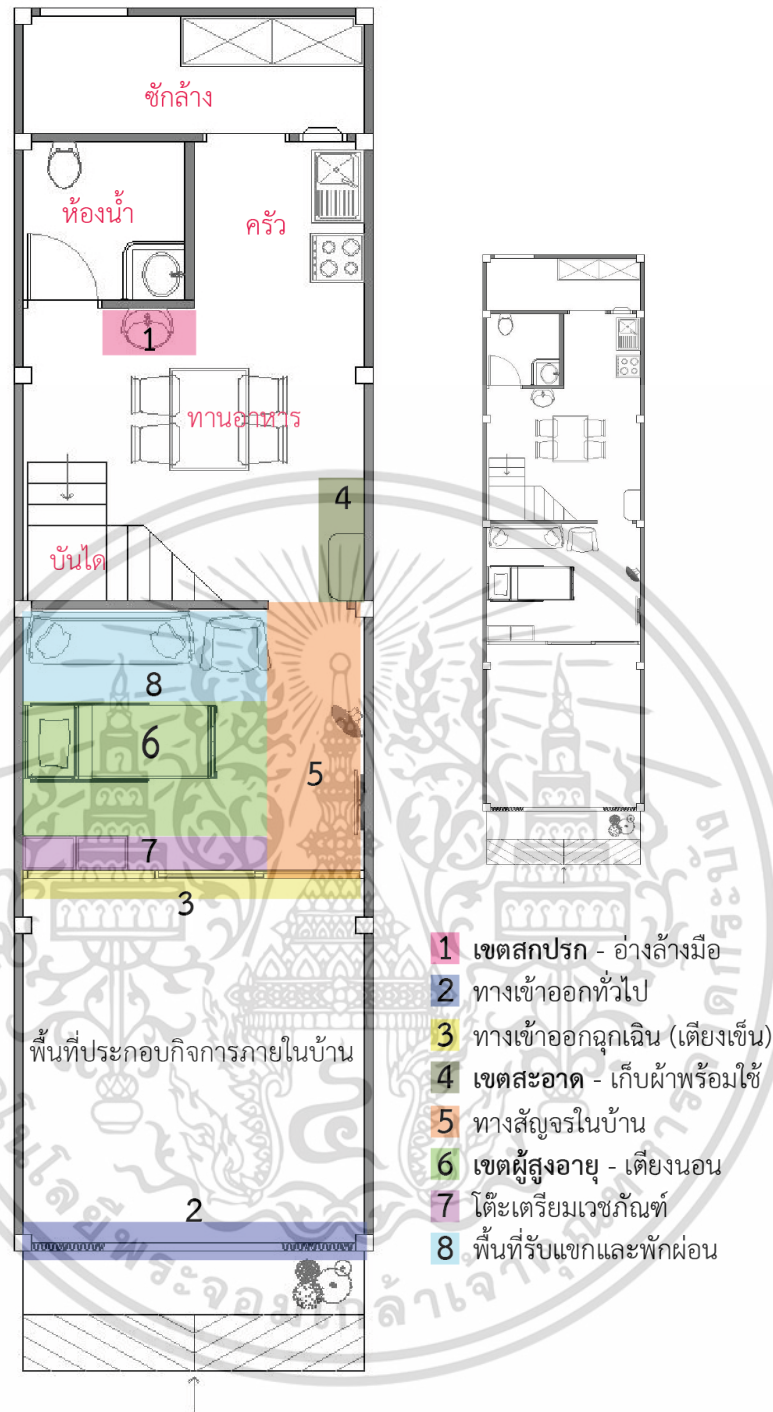 ซักล้าง
ห้องน้ำ
ครัว
1
ทานอาหาร
4
บันได
8
6
5
7
3
พื้นที่ประกอบกิจการภายในบ้าน
2
1 เขตสกปรก - อ่างล้างมือ
2 ทางเข้าออกทั่วไป
3 ทางเข้าออกฉุกเฉิน (เตียงเข็น)
4 เขตสะอาด - เก็บผ้าพร้อมใช้
5 ทางสัญจรในบ้าน
6 เขตผู้สูงอายุ - เตียงนอน
7 โต๊ะเตรียมเวชภัณฑ์
8 พื้นที่รับแขกและพักผ่อน